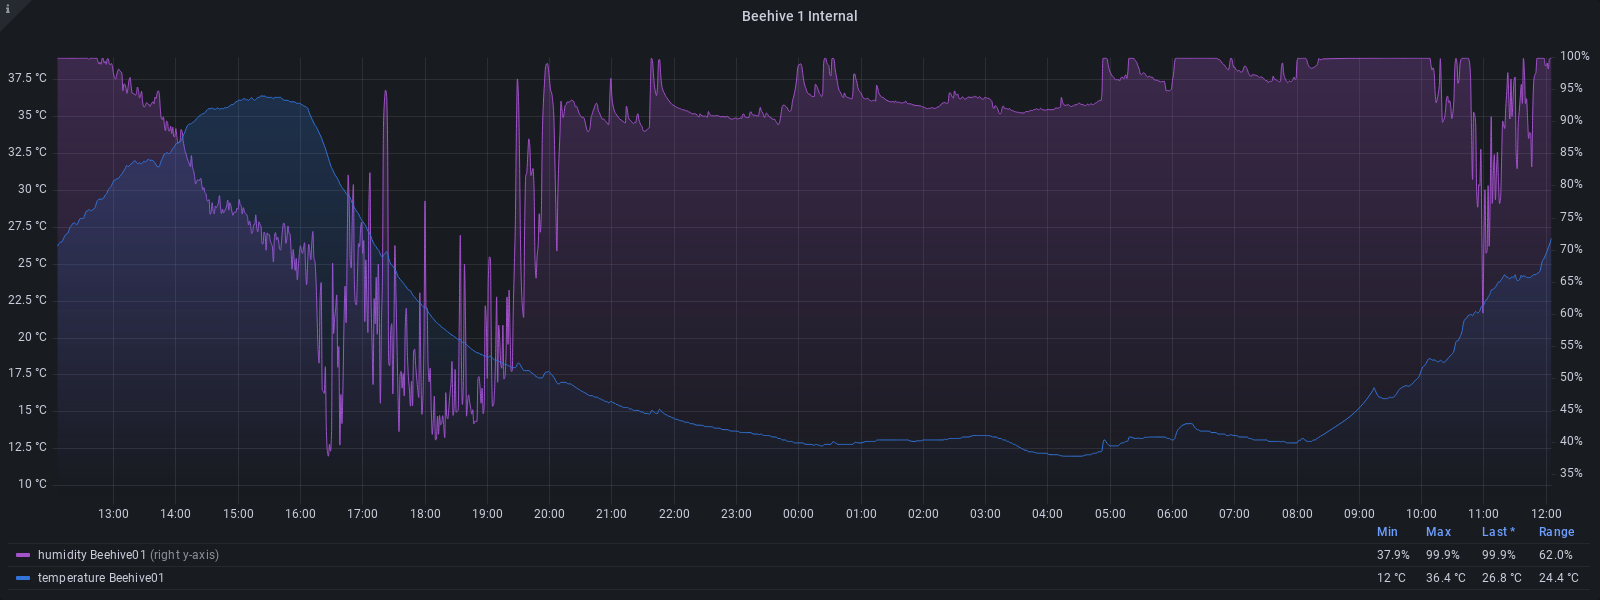 i
Beehive 1 Internal
37.5 °C
35 °C
32.5 °C
30 °C
27.5 °C
25 °C
22.5 °C
20 °C
17.5 °C
15 °C
12.5 °C
10 °C
100%
95%
90%
85%
80%
75%
70%
65%
60%
55%
50%
45%
40%
35%
13:00 14:00 15:00 16:00 17:00 18:00 19:00 20:00 21:00 22:00 23:00 00:00 01:00 02:00 03:00 04:00 05:00 06:00 07:00 08:00 09:00 10:00 11:00 12:00
Min Max Last * Range
humidity Beehive01 (right y-axis) 37.9% 99.9% 99.9% 62.0%
temperature Beehive01 12 °C 36.4 °C 26.8 °C 24.4 °C